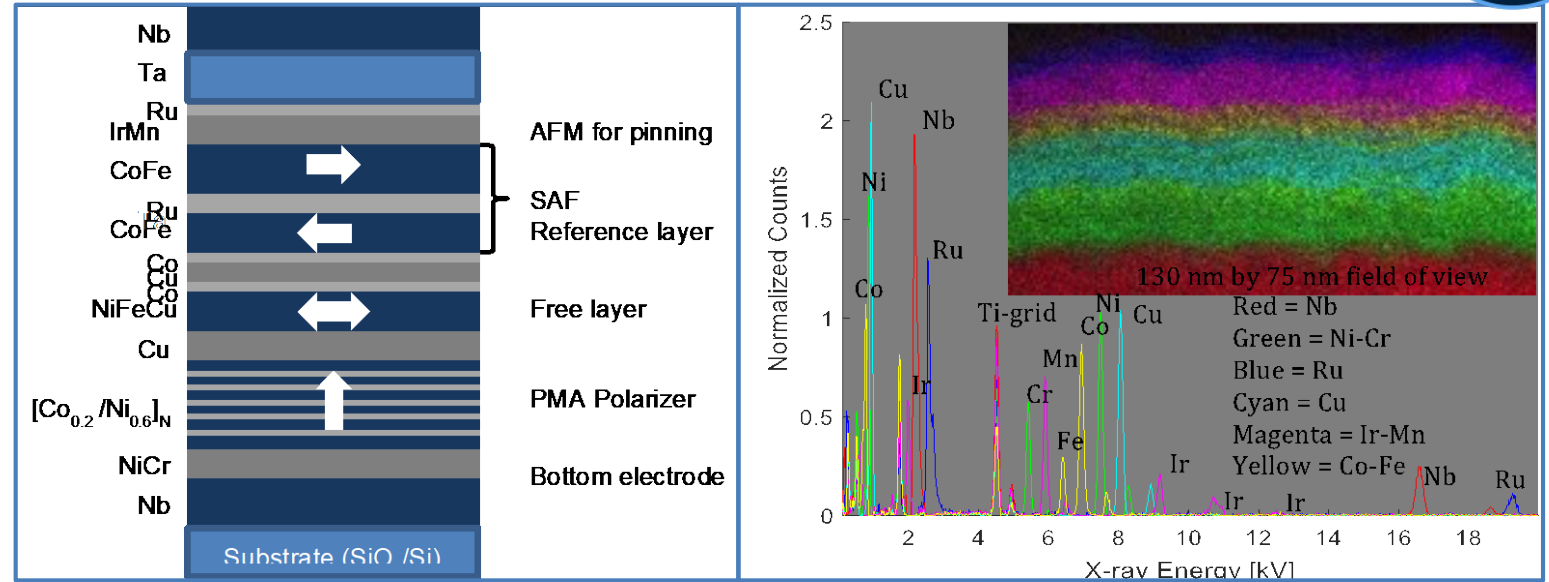 Nb
Ta
Ru
IrMn
AFM for pinning
CoFe
SAF
Ru
CoFe
Reference layer
Co
Cu
Co
NiFeCu
Free layer
Cu
[Co0.2 /Ni0.6]N
PMA Polarizer
NiCr
Bottom electrode
Nb
Substrate (SiO /Si)
2.5
2
1.5
1
0.5
0
Normalized Counts
Cu
Nb
Ni
Ru
Co
Ir
Ti-grid
Cr
Mn
Fe
Co
Ni
Cu
Ir
Ir
Ir
Nb
Ru
130 nm by 75 nm field of view
Red = Nb
Green = Ni-Cr
Blue = Ru
Cyan = Cu
Magenta = Ir-Mn
Yellow = Co-Fe
2 4 6 8 10 12 14 16 18
X-ray Energy [kV]